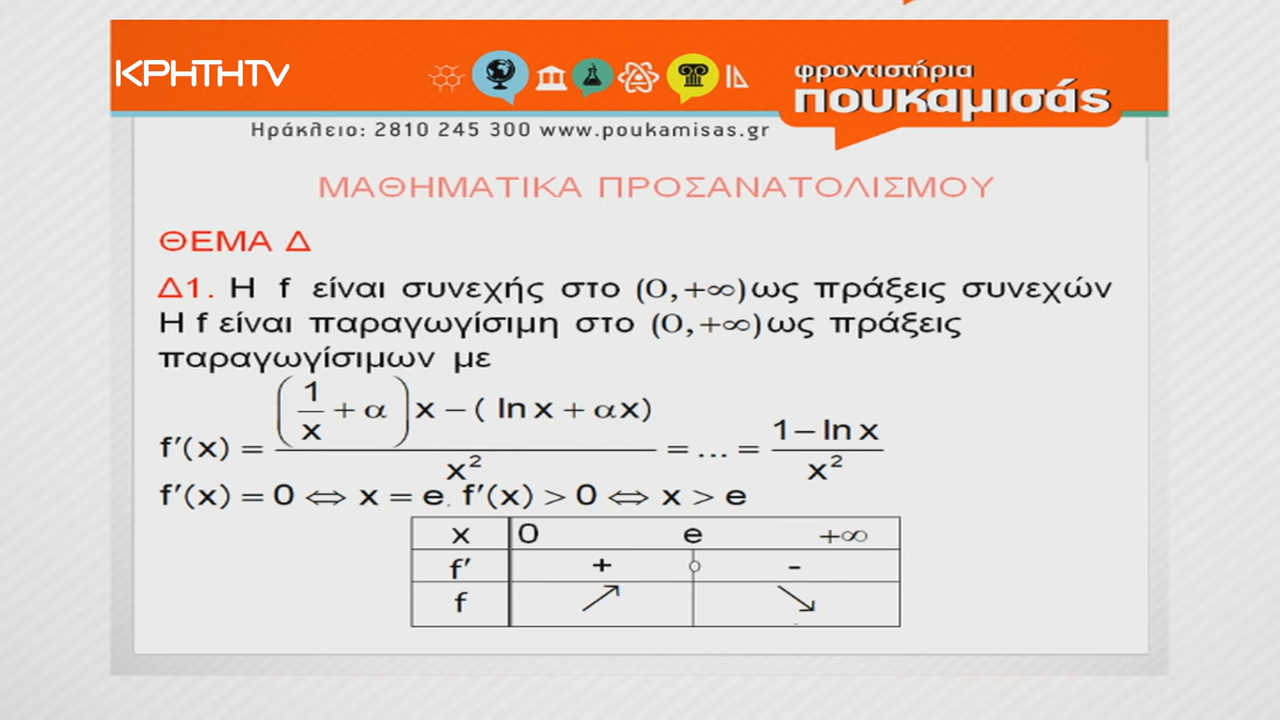 ΚΡΗΤΗTV
φροντιστήρια
πουκαμισάς
Ηράκλειο: 2810 245 300 www.poukamisas.gr
ΜΑΘΗΜΑΤΙΚΑ ΠΡΟΣΑΝΑΤΟΛΙΣΜΟΥ
ΘΕΜΑ Δ
Δ1. Η f είναι συνεχής στο (0,+∞) ως πράξεις συνεχών
Η f είναι παραγωγίσιμη στο (0,+∞) ως πράξεις
παραγωγίσιμων με
f′(x) = ((1/x + α)x − ( ln x + αx))/x² = ... = (1 − ln x)/x²
f′(x) = 0 ⇔ x = e, f′(x) > 0 ⇔ x > e
x 0 e +∞
f′ + ο -
f ↗ ↘